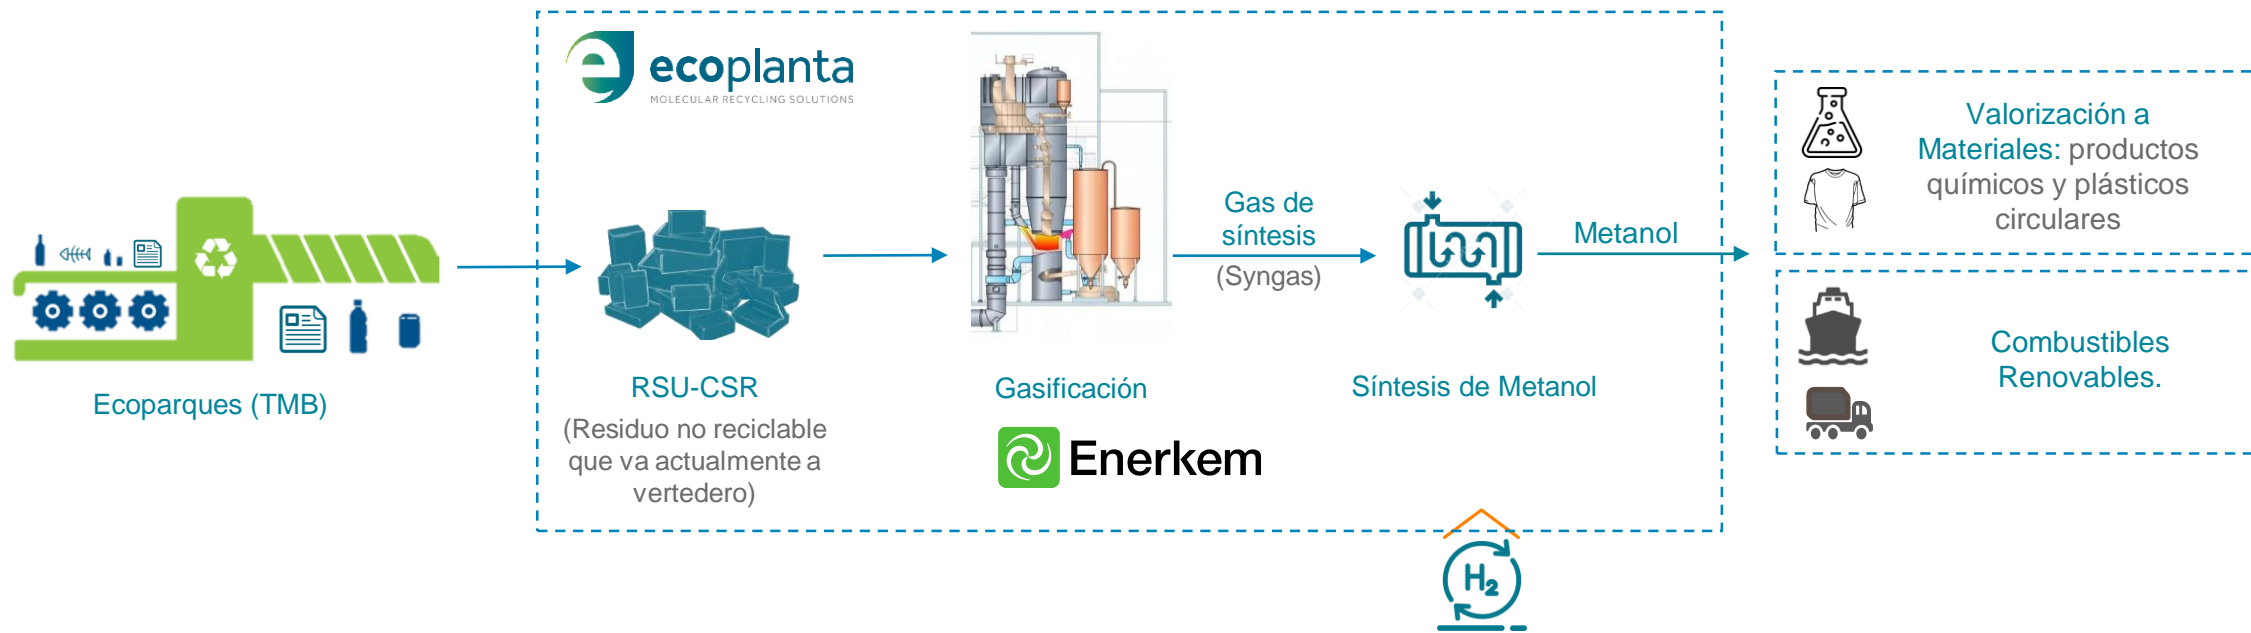 ecoplanta
MOLECULAR RECYCLING SOLUTIONS
Ecoparques (TMB)
RSU-CSR
(Residuo no reciclable
que va actualmente a
vertedero)
Gasificación
Enerkem
Gas de
síntesis
(Syngas)
Síntesis de Metanol
Metanol
H₂
Valorización a
Materiales: productos
químicos y plásticos
circulares
Combustibles
Renovables.